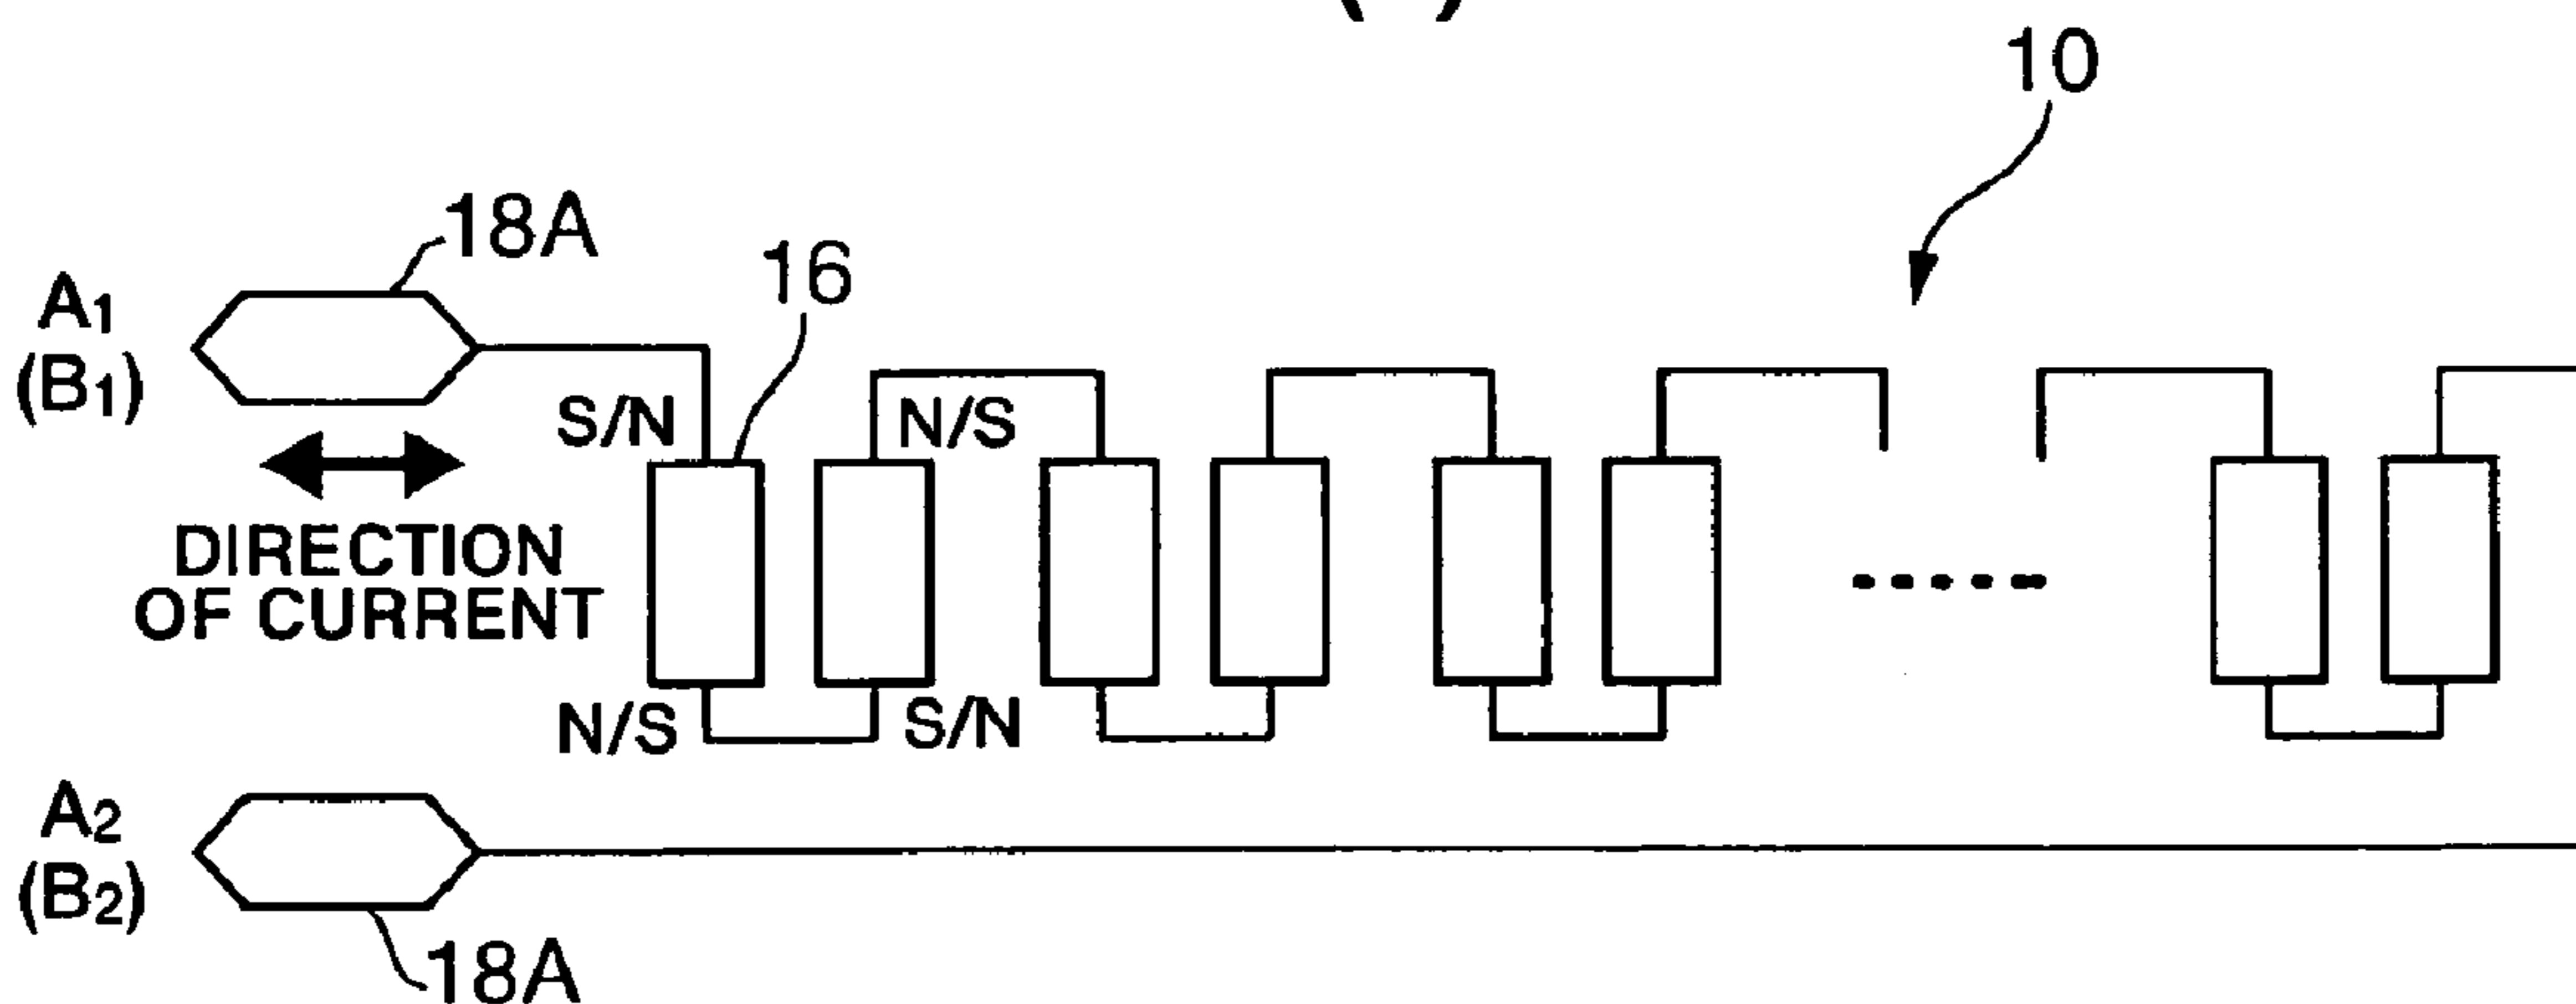 10
18A
16
A1
(B1)
S/N
N/S
DIRECTION
OF CURRENT
N/S
S/N
A2
(B2)
18A